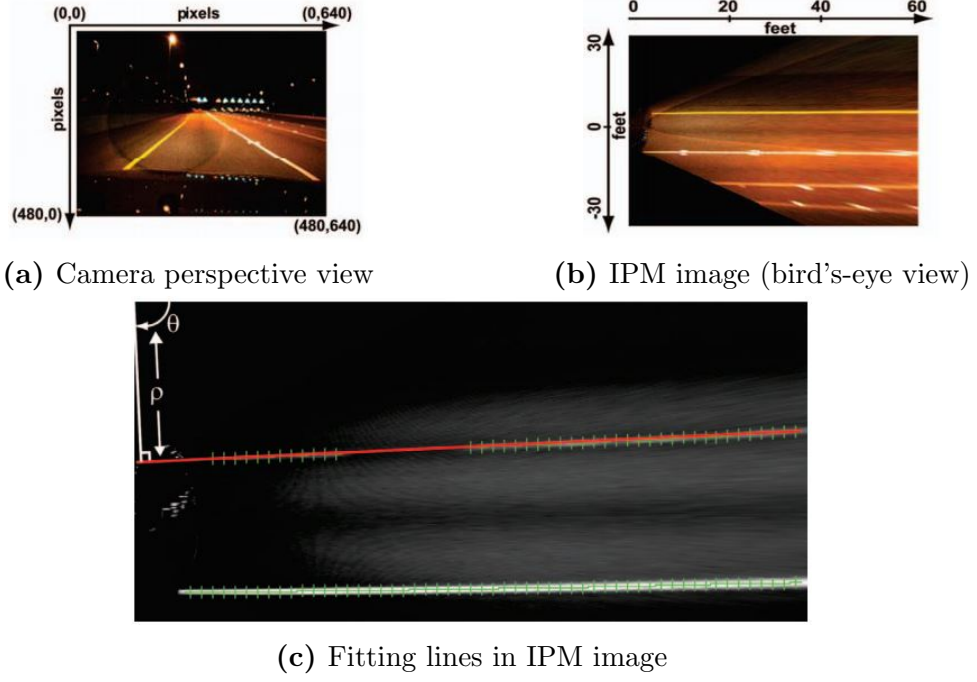 (0,0) pixels (0,640)
pixels
(480,0)
(480,640)
(a) Camera perspective view
0 20 40 60
feet
30
0
-30
feet
(b) IPM image (bird's-eye view)
θ
ρ
(c) Fitting lines in IPM image